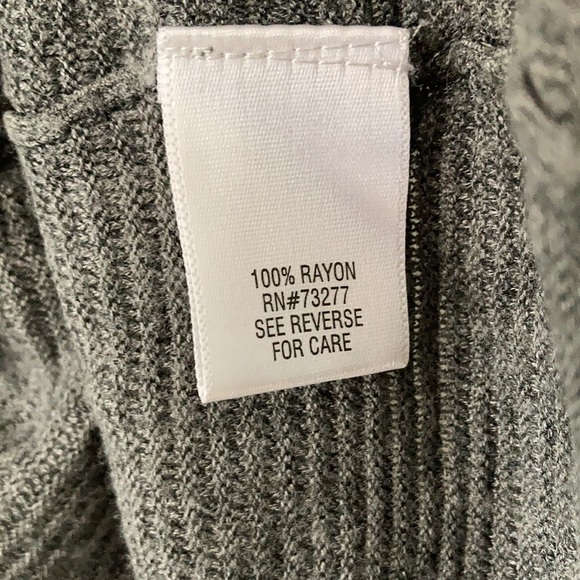 100% RAYON
RN#73277
SEE REVERSE
FOR CARE